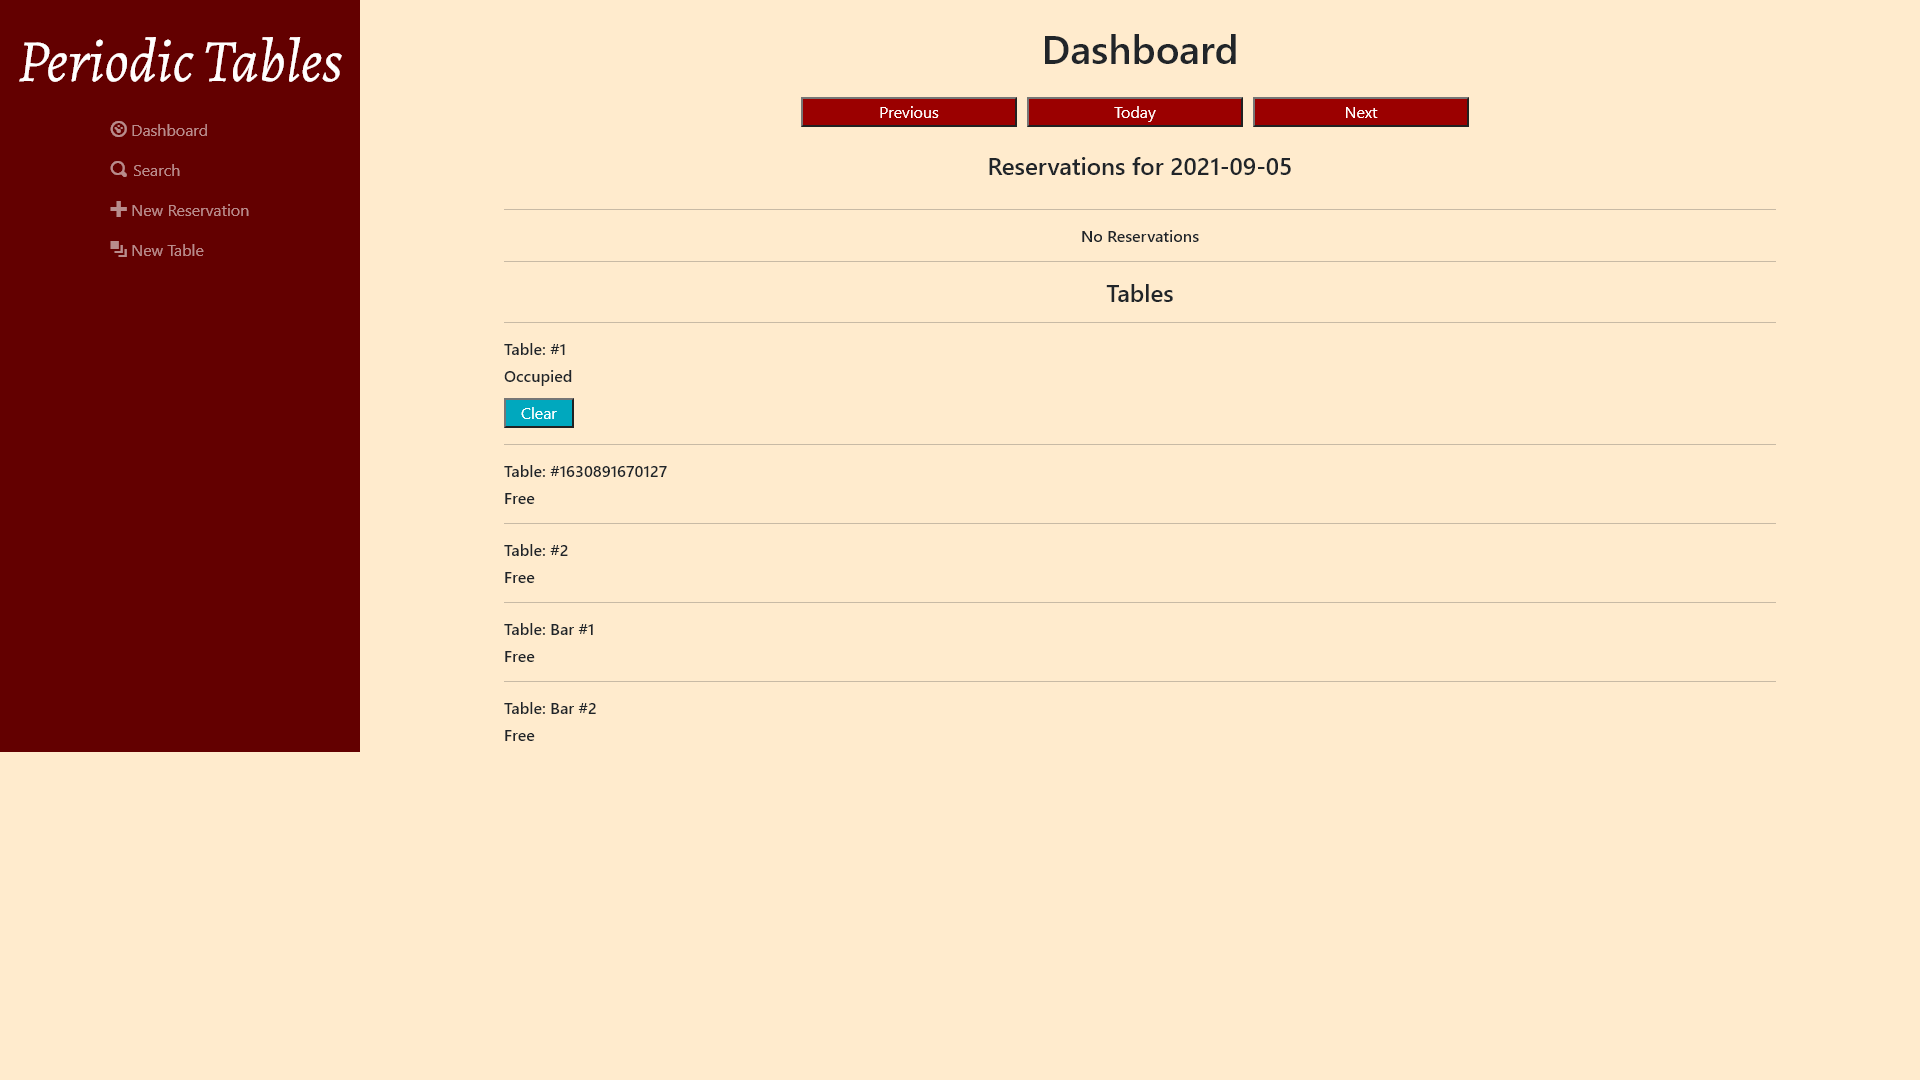 Periodic Tables
Dashboard
Search
New Reservation
New Table
Dashboard
Previous Today Next
Reservations for 2021-09-05
No Reservations
Tables
Table: #1
Occupied
Clear
Table: #1630891670127
Free
Table: #2
Free
Table: Bar #1
Free
Table: Bar #2
Free